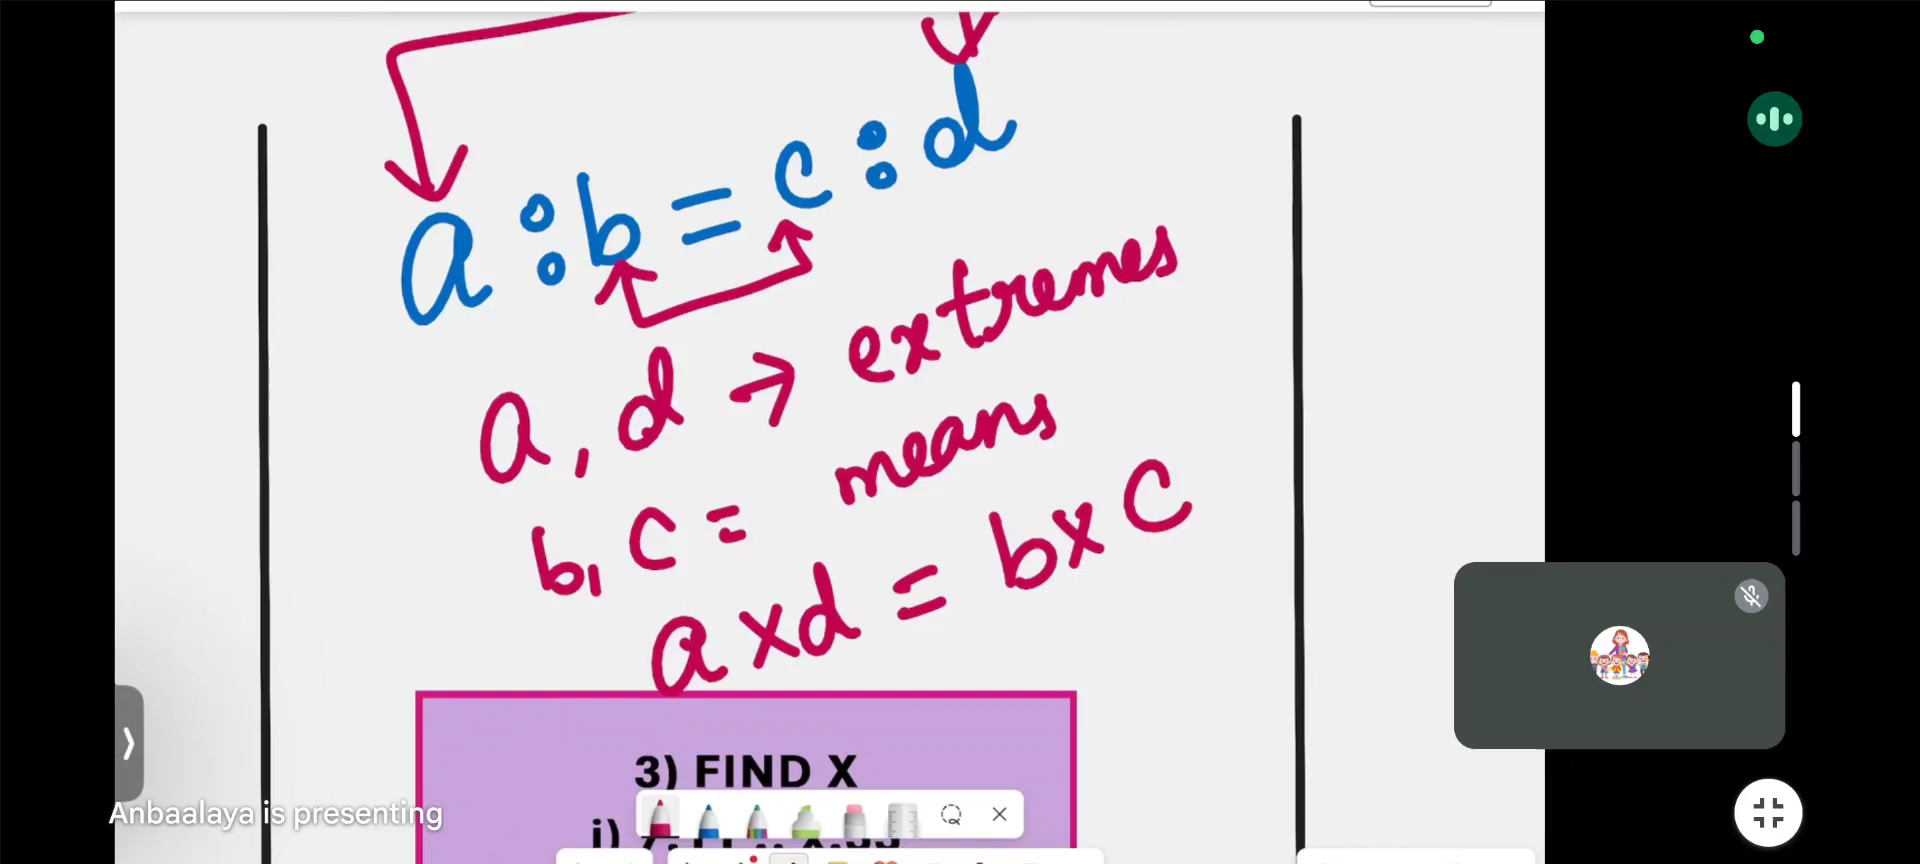 a : b = c : d
a, d → extremes
b, c = means
a x d = b x c
3) FIND X
i)
Anbaalaya is presenting